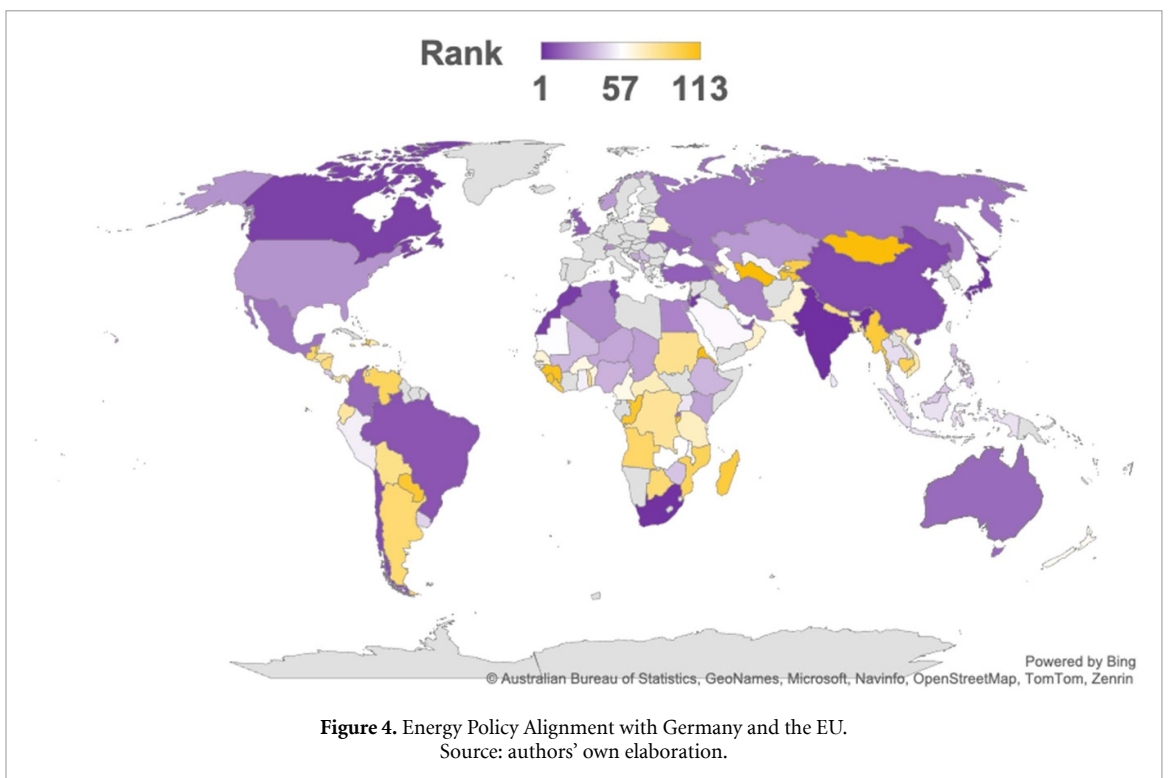 Rank
1 57 113
Powered by Bing
© Australian Bureau of Statistics, GeoNames, Microsoft, Navinfo, OpenStreetMap, TomTom, Zenrin
Figure 4. Energy Policy Alignment with Germany and the EU.
Source: authors' own elaboration.